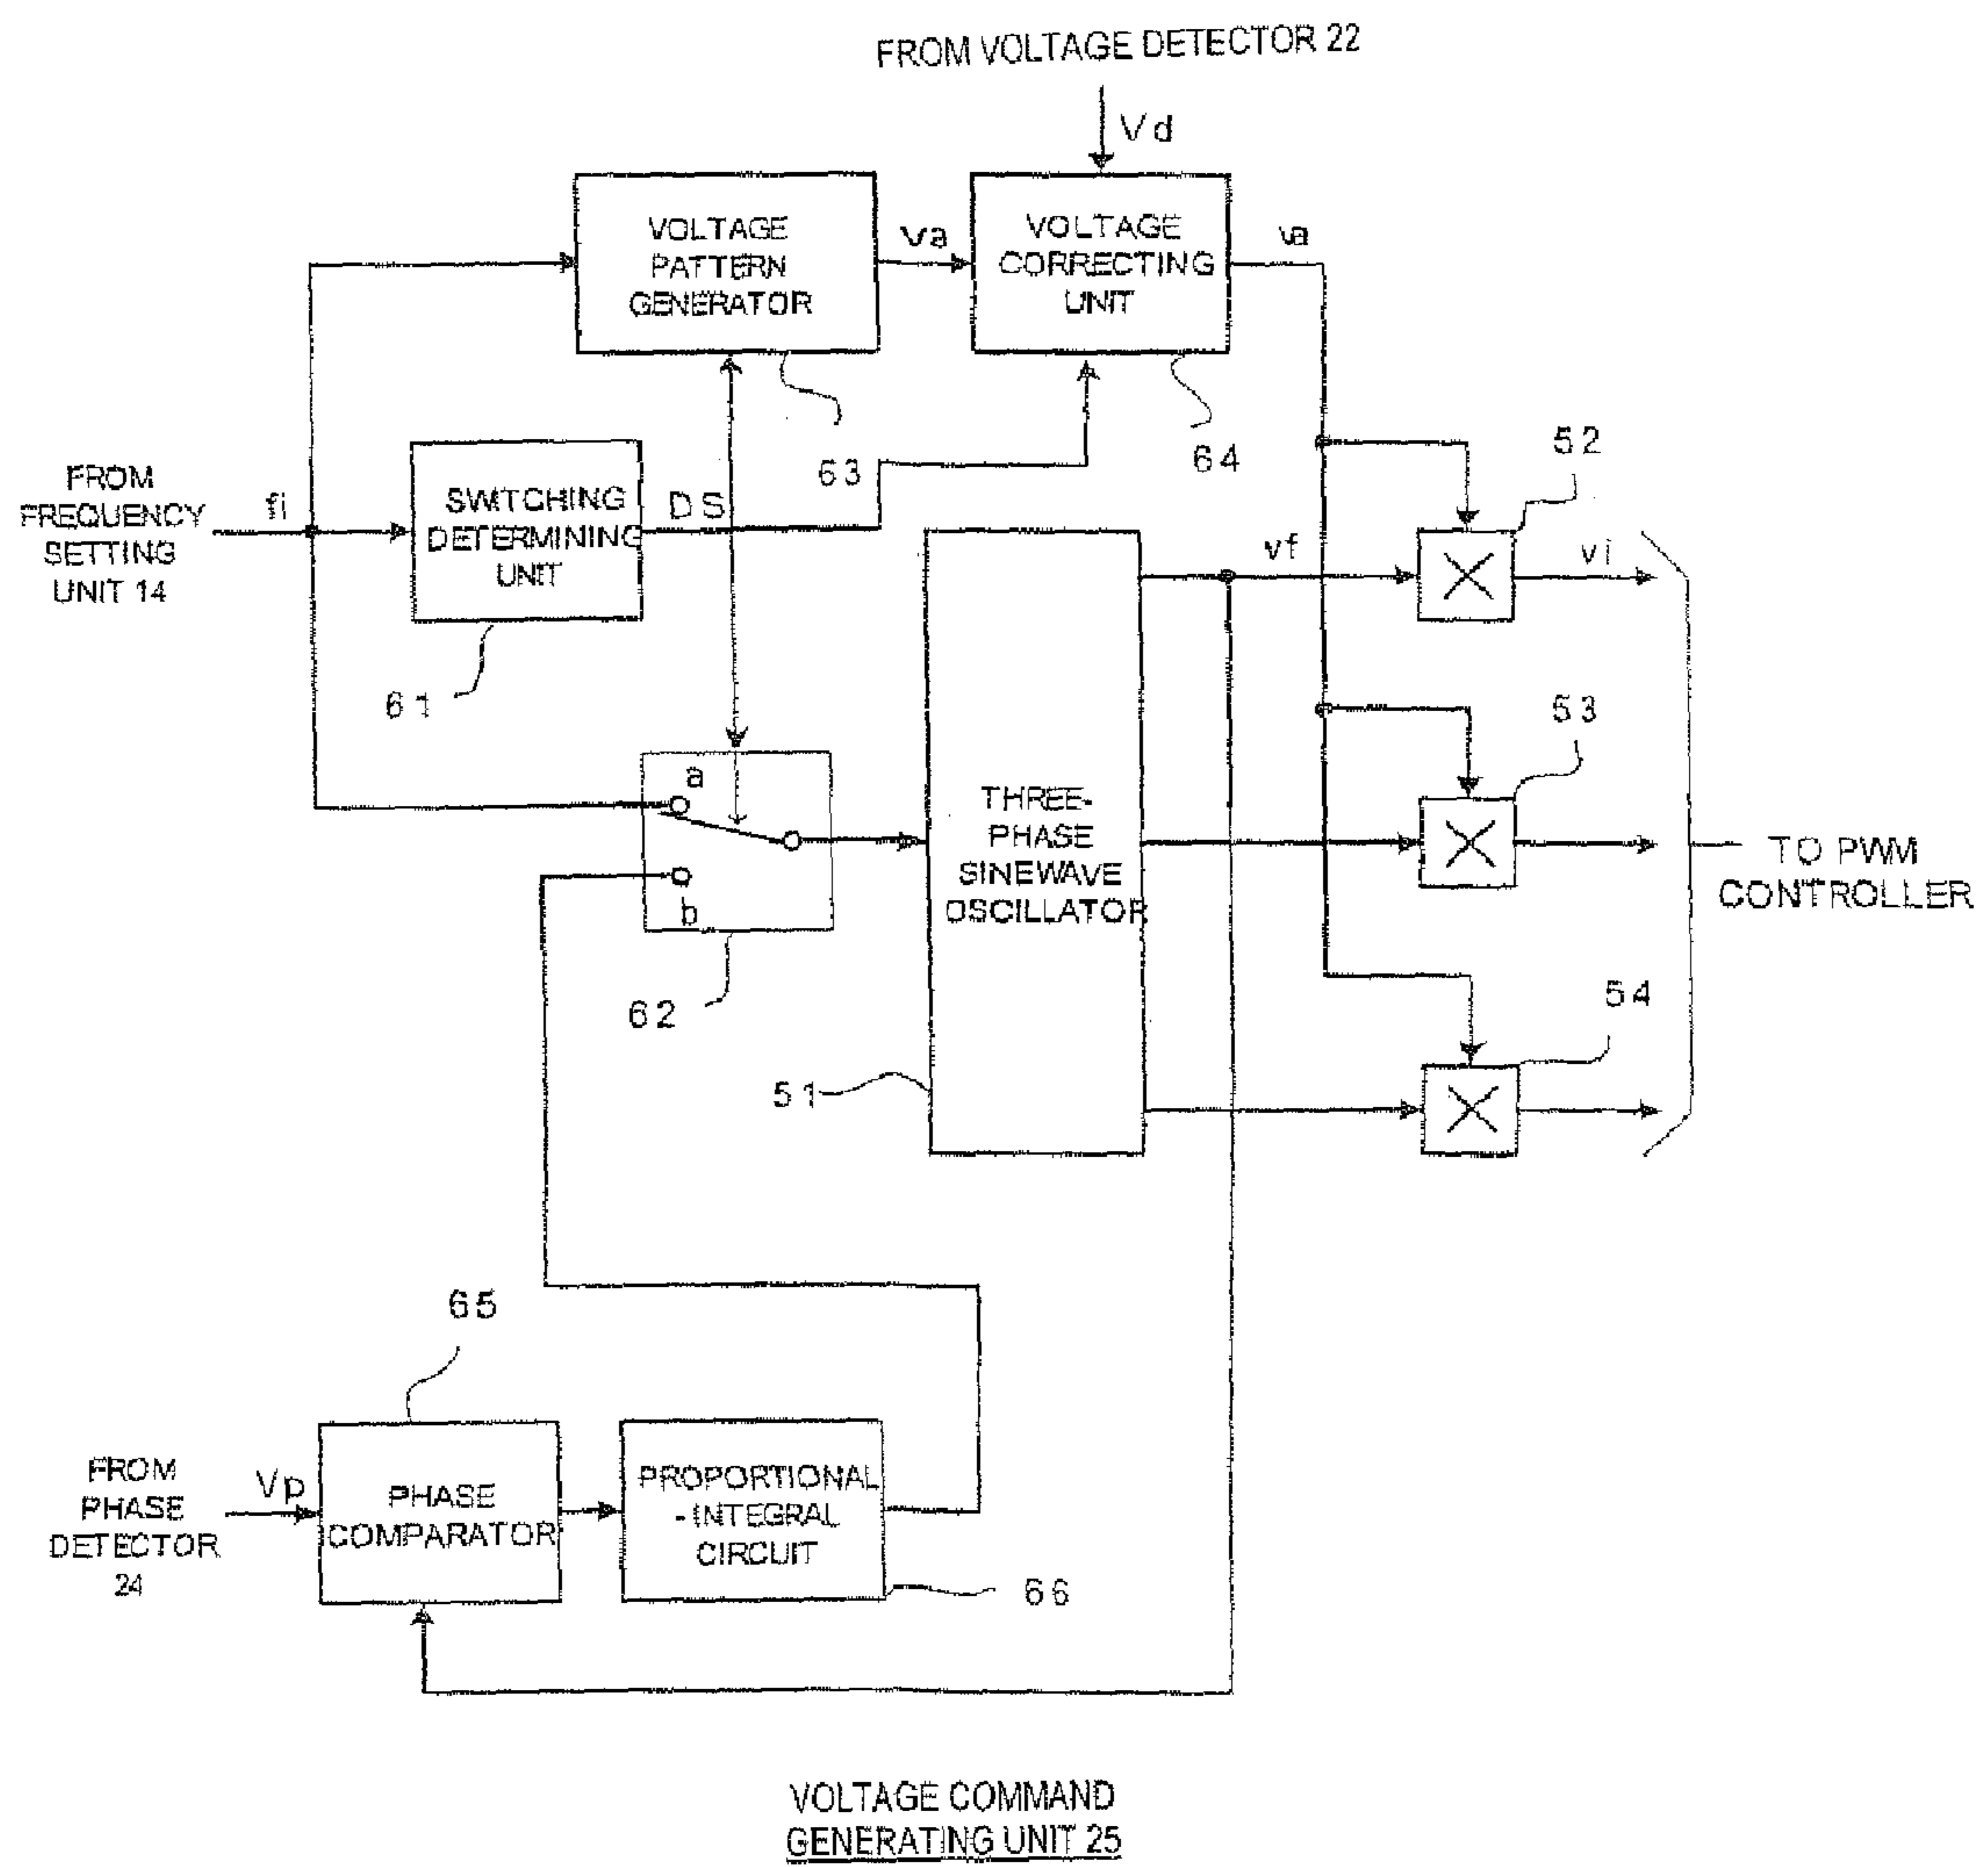 FROM VOLTAGE DETECTOR 22
Vd
VOLTAGE
PATTERN
GENERATOR
va
VOLTAGE
CORRECTING
UNIT
va
63
64
52
FROM
FREQUENCY
SETTING
UNIT 14
fi
SWITCHING
DETERMINING
UNIT
DS
vf
vi
61
53
a
b
62
THREE-
PHASE
SINEWAVE
OSCILLATOR
TO PWM
CONTROLLER
51
54
65
FROM
PHASE
DETECTOR
24
Vp
PHASE
COMPARATOR
PROPORTIONAL
-INTEGRAL
CIRCUIT
66
VOLTAGE COMMAND
GENERATING UNIT 25